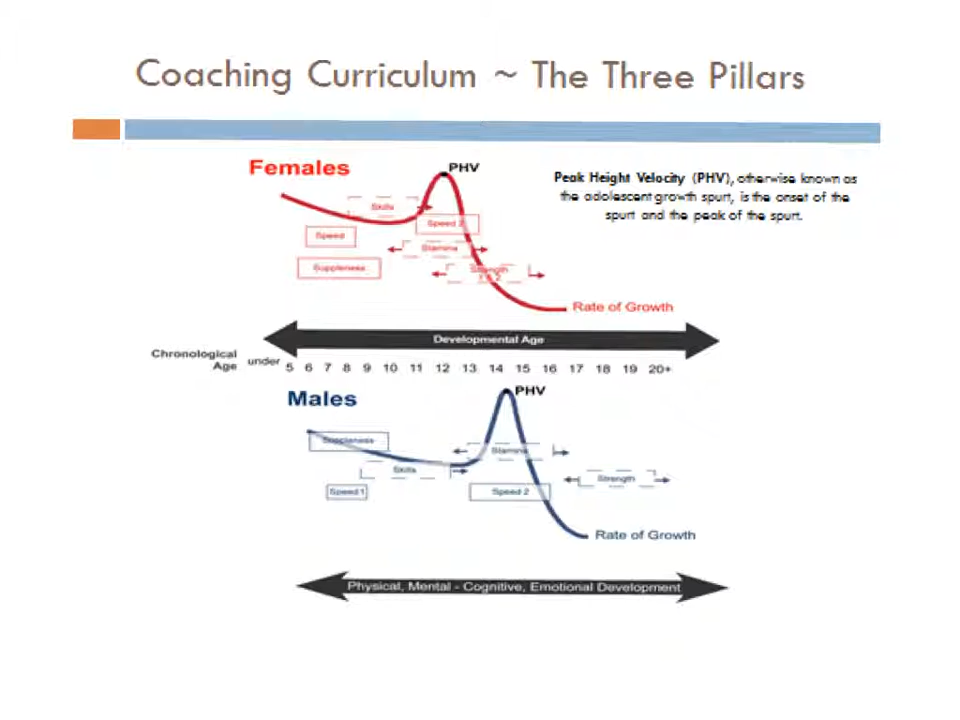 Coaching Curriculum ~ The Three Pillars
Females
PHV
Peak Height Velocity (PHV), otherwise known as
the adolescent growth spurt, is the onset of the
spurt and the peak of the spurt.
Skills
Speed
Speed 2
Stamina
Suppleness
Strength
1 & 2
Rate of Growth
Developmental Age
Chronological
Age
under 5 6 7 8 9 10 11 12 13 14 15 16 17 18 19 20+
Males
PHV
Suppleness
Stamina
Skills
Strength
Speed 1
Speed 2
Rate of Growth
Physical, Mental - Cognitive, Emotional Development